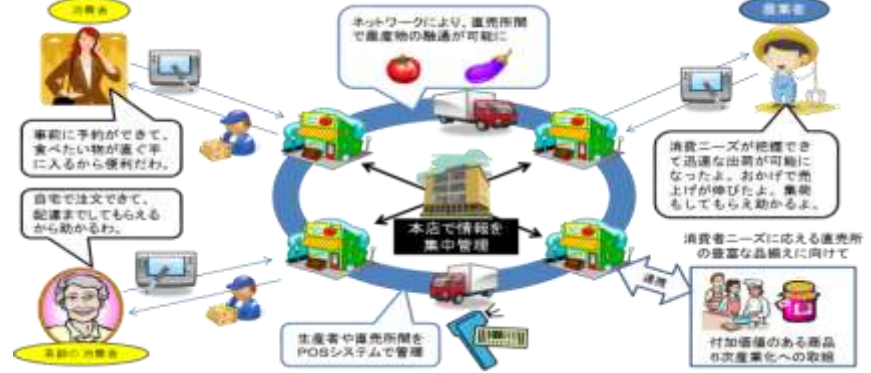 消費者
ネットワークにより、直売所間
で農産物の融通が可能に
農業者
事前に予約ができて、
食べたい物が直ぐ手
に入るから便利だわ。
消費ニーズが把握でき
て迅速な出荷が可能に
なったよ。おかげで売
上げが伸びたよ。集荷
もしてもらえ助かるよ。
自宅で注文できて、
配達までしてもらえる
から助かるわ。
本店で情報を
集中管理
消費者ニーズに応える直売所
の豊富な品揃えに向けて
連携
生産者や直売所間を
POSシステムで管理
付加価値のある商品
6次産業化への取組
高齢の消費者